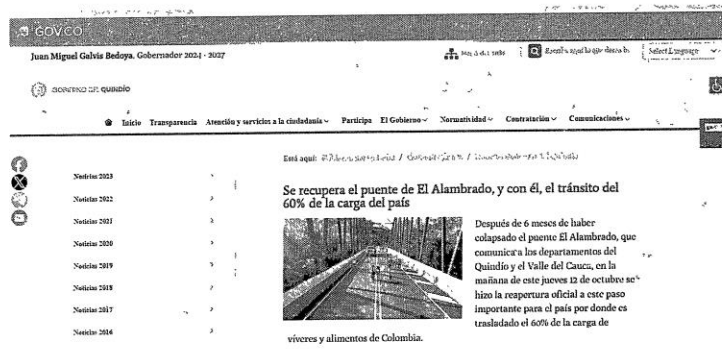 GOV.CO
Juan Miguel Galvis Bedoya, Gobernador 2024 - 2027
Select Language
GOBIERNO DEL QUINDÍO
Inicio Transparencia Atención y servicios a la ciudadanía Participa El Gobierno Normatividad Contratación Comunicaciones
Está aquí:
Noticias 2023
Noticias 2022
Noticias 2021
Noticias 2020
Noticias 2019
Noticias 2018
Noticias 2017
Noticias 2016
Se recupera el puente de El Alambrado, y con él, el tránsito del
60% de la carga del país
Después de 6 meses de haber
colapsado el puente El Alambrado, que
comunica a los departamentos del
Quindío y el Valle del Cauca, en la
mañana de este jueves 12 de octubre se
hizo la reapertura oficial a este paso
importante para el país por donde es
trasladado el 60% de la carga de
víveres y alimentos de Colombia.